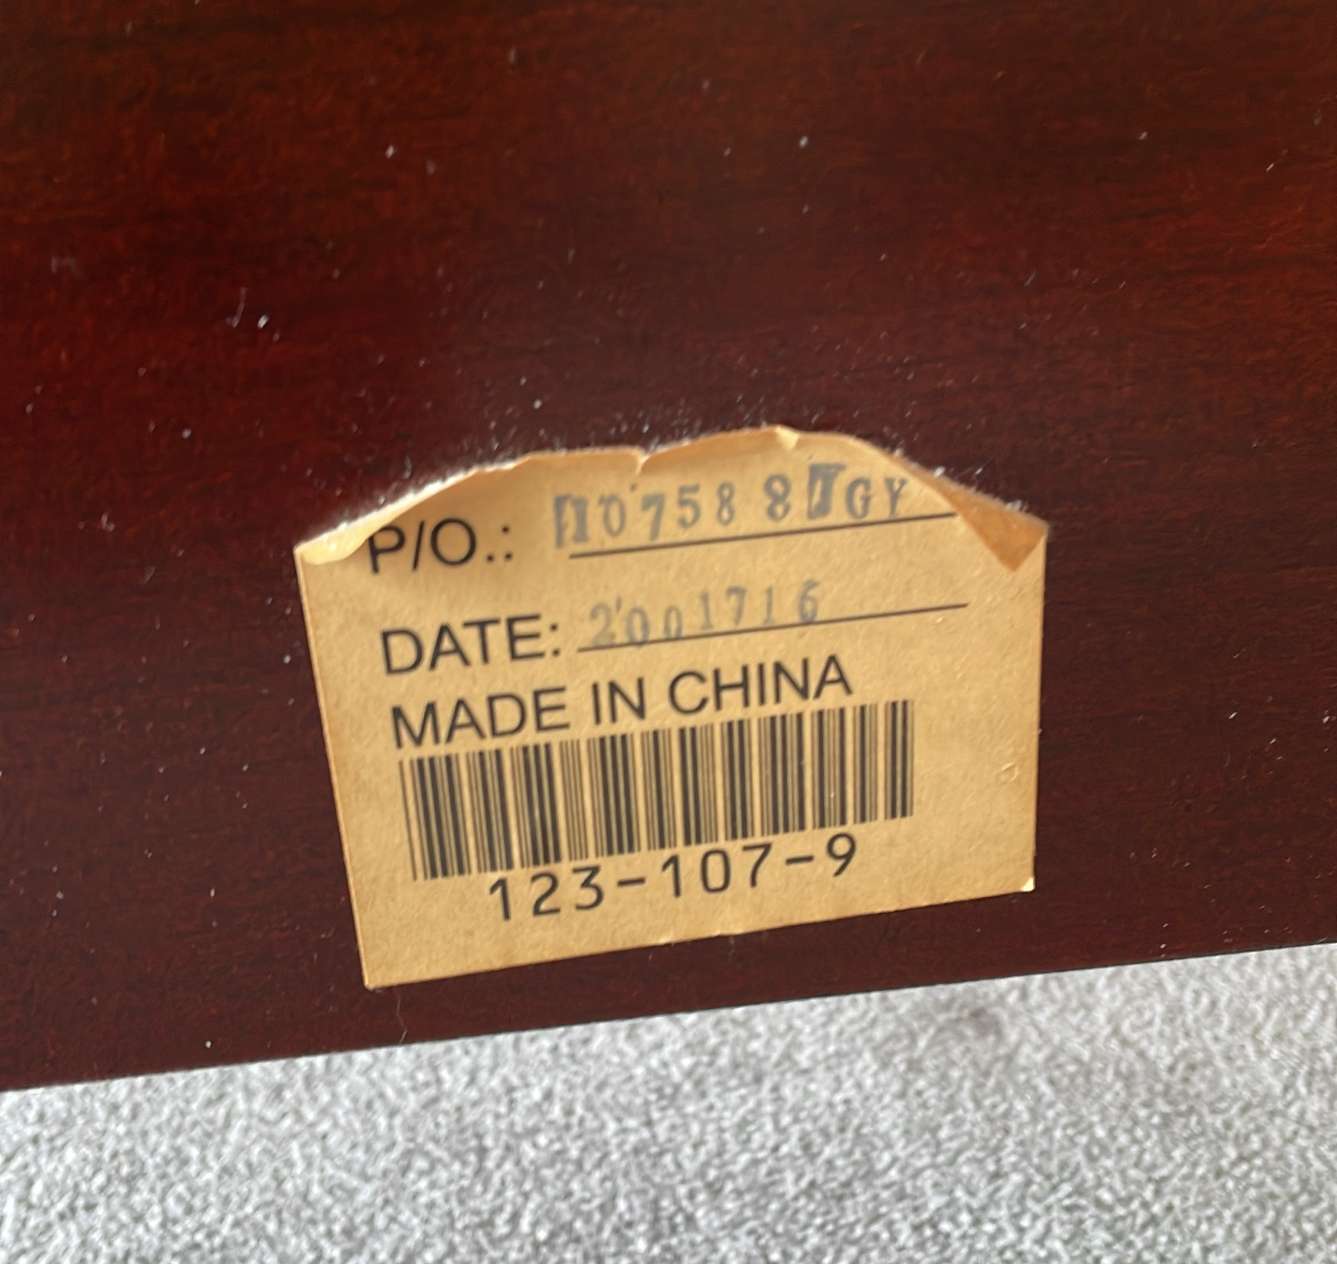 P/O.: 1075887GY
DATE: 2001716
MADE IN CHINA
123-107-9